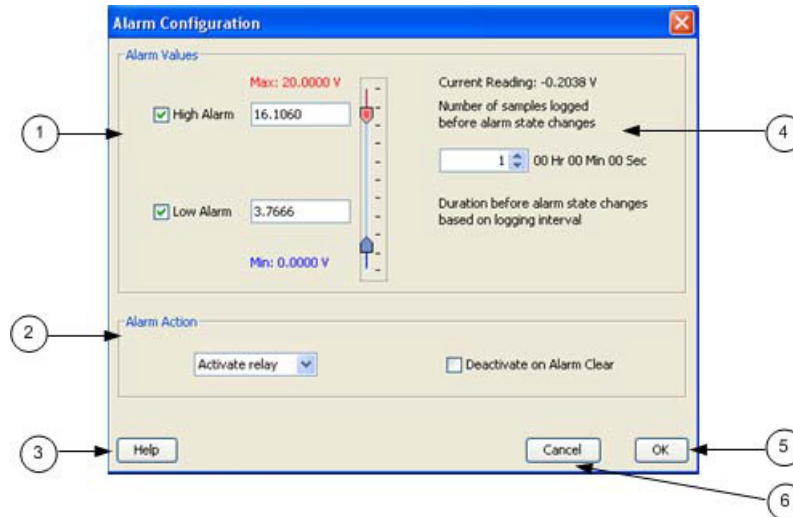 Alarm Configuration
Alarm Values
Max: 20.0000 V
High Alarm 16.1060
Low Alarm 3.7666
Min: 0.0000 V
Current Reading: -0.2038 V
Number of samples logged
before alarm state changes
1 00 Hr 00 Min 00 Sec
Duration before alarm state changes
based on logging interval
Alarm Action
Activate relay
Deactivate on Alarm Clear
Help
Cancel
OK
1
2
3
4
5
6